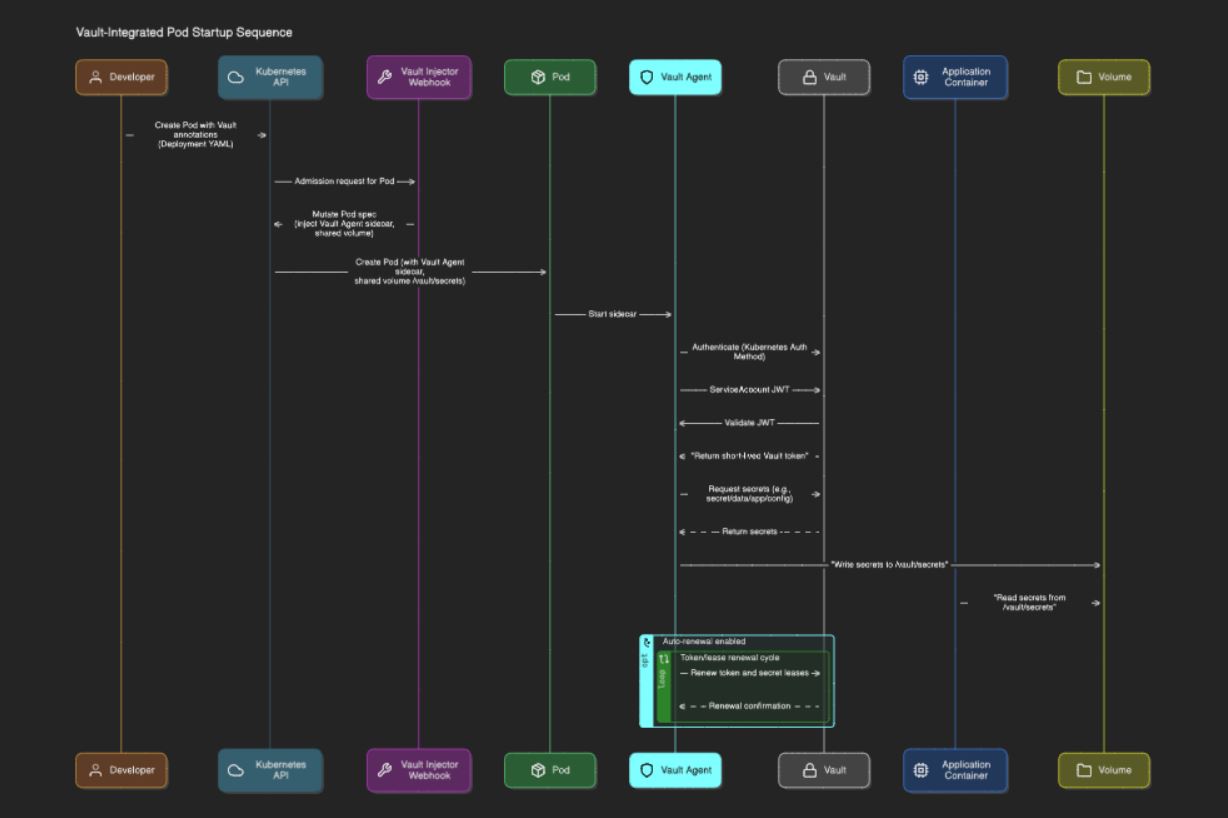 Vault-Integrated Pod Startup Sequence
Developer
Kubernetes
API
Vault Injector
Webhook
Pod
Vault Agent
Vault
Application
Container
Volume
Create Pod with Vault
annotations
(Deployment YAML)
Admission request for Pod
Mutate Pod spec
(inject Vault Agent sidecar,
shared volume)
Create Pod (with Vault Agent
sidecar,
shared volume /vault/secrets)
Start sidecar
Authenticate (Kubernetes Auth
Method)
ServiceAccount JWT
Validate JWT
"Return short-lived Vault token"
Request secrets (e.g.,
secret/data/app/config)
Return secrets
"Write secrets to /vault/secrets"
"Read secrets from
/vault/secrets"
opt
Auto-renewal enabled
loop
Token/lease renewal cycle
Renew token and secret leases
Renewal confirmation
Developer
Kubernetes
API
Vault Injector
Webhook
Pod
Vault Agent
Vault
Application
Container
Volume